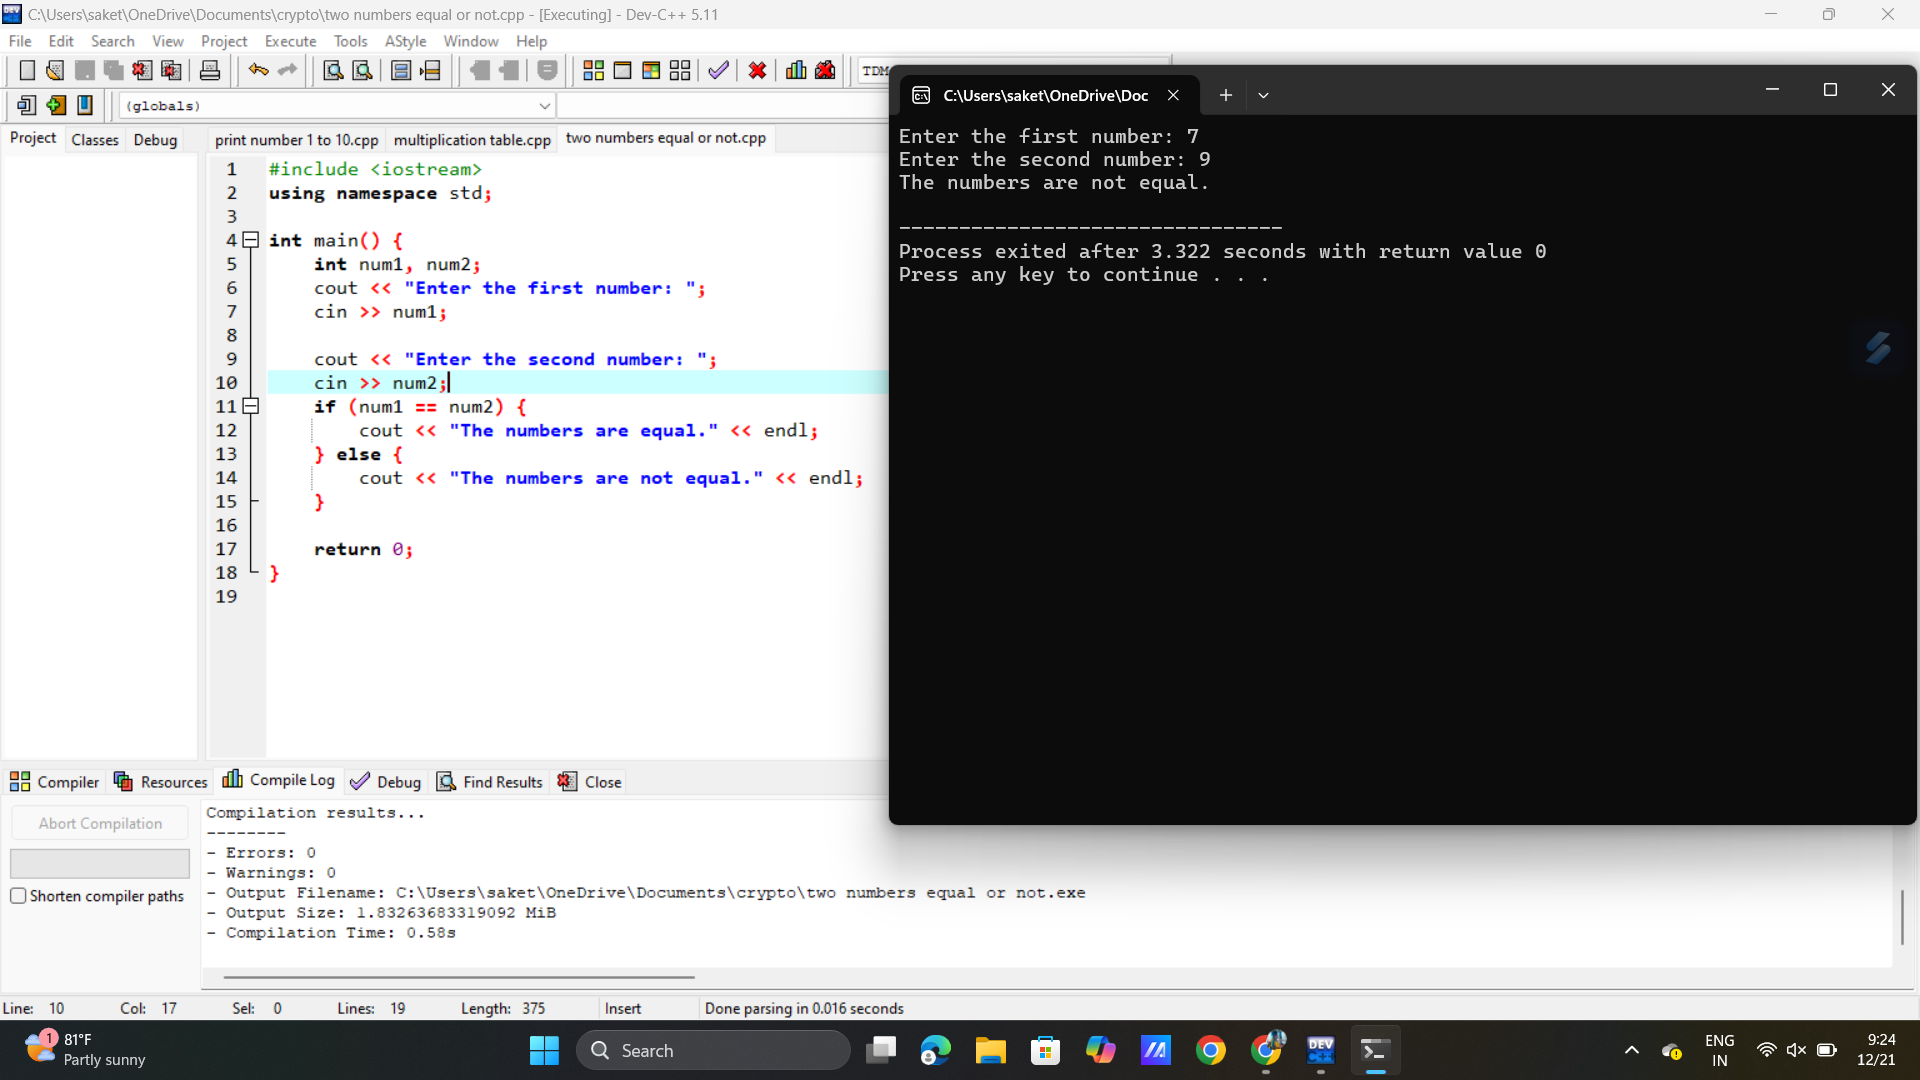 C:\Users\saket\OneDrive\Documents\crypto\two numbers equal or not.cpp - [Executing] - Dev-C++ 5.11
File Edit Search View Project Execute Tools AStyle Window Help
TDM
(globals)
Project Classes Debug
print number 1 to 10.cpp multiplication table.cpp two numbers equal or not.cpp
1 #include <iostream>
2 using namespace std;
3
4 int main() {
5 int num1, num2;
6 cout << "Enter the first number: ";
7 cin >> num1;
8
9 cout << "Enter the second number: ";
10 cin >> num2;
11 if (num1 == num2) {
12 cout << "The numbers are equal." << endl;
13 } else {
14 cout << "The numbers are not equal." << endl;
15 }
16
17 return 0;
18 }
19
C:\Users\saket\OneDrive\Doc
Enter the first number: 7
Enter the second number: 9
The numbers are not equal.
--------------------------------
Process exited after 3.322 seconds with return value 0
Press any key to continue . . .
Compiler Resources Compile Log Debug Find Results Close
Abort Compilation
Shorten compiler paths
Compilation results...
--------
- Errors: 0
- Warnings: 0
- Output Filename: C:\Users\saket\OneDrive\Documents\crypto\two numbers equal or not.exe
- Output Size: 1.83263683319092 MiB
- Compilation Time: 0.58s
Line: 10 Col: 17 Sel: 0 Lines: 19 Length: 375 Insert Done parsing in 0.016 seconds
1
81°F
Partly sunny
Search
DEV
ENG
IN
9:24
12/21